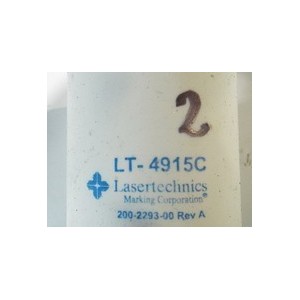 2
LT- 4915C
Lasertechnics
Marking Corporation®
200-2293-00 Rev A